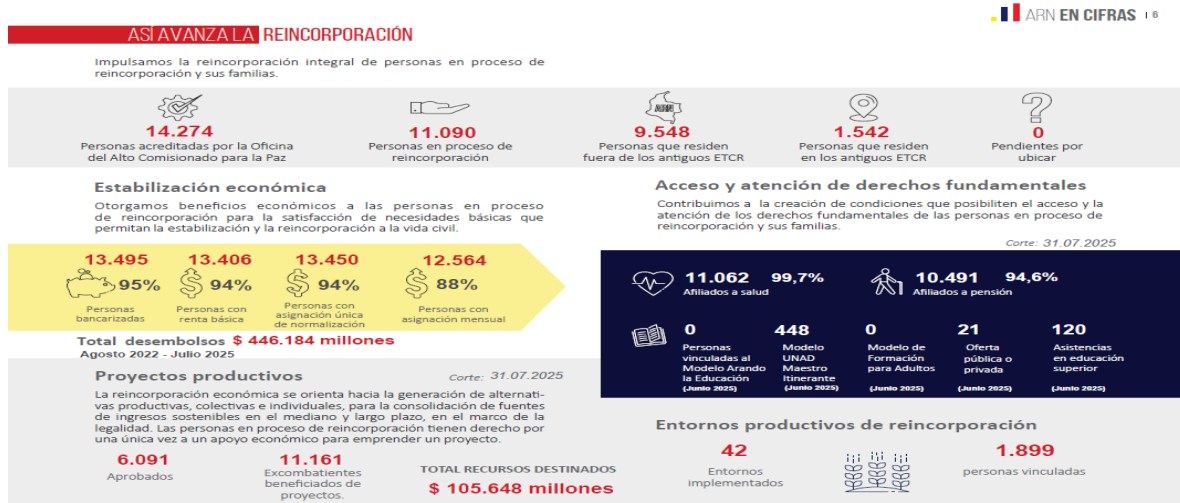 ARN EN CIFRAS | 6
ASÍ AVANZA LA REINCORPORACIÓN
Impulsamos la reincorporación integral de personas en proceso de
reincorporación y sus familias.
14.274
Personas acreditadas por la Oficina
del Alto Comisionado para la Paz
11.090
Personas en proceso de
reincorporación
9.548
Personas que residen
fuera de los antiguos ETCR
1.542
Personas que residen
en los antiguos ETCR
0
Pendientes por
ubicar
Estabilización económica
Otorgamos beneficios económicos a las personas en proceso
de reincorporación para la satisfacción de necesidades básicas que
permitan la estabilización y la reincorporación a la vida civil.
13.495
95%
Personas
bancarizadas
13.406
94%
Personas con
renta básica
13.450
94%
Personas con
asignación única
de normalización
12.564
88%
Personas con
asignación mensual
Total desembolsos $ 446.184 millones
Agosto 2022 - Julio 2025
Acceso y atención de derechos fundamentales
Contribuimos a la creación de condiciones que posibiliten el acceso y la
atención de los derechos fundamentales de las personas en proceso de
reincorporación y sus familias.
Corte: 31.07.2025
11.062 99,7%
Afiliados a salud
10.491 94,6%
Afiliados a pensión
0
Personas
vinculadas al
Modelo Arando
la Educación
(Junio 2025)
448
Modelo
UNAD
Maestro
Itinerante
(Junio 2025)
0
Modelo de
Formación
para Adultos
(Junio 2025)
21
Oferta
pública o
privada
(Junio 2025)
120
Asistencias
en educación
superior
(Junio 2025)
Proyectos productivos
Corte: 31.07.2025
La reincorporación económica se orienta hacia la generación de alternati-
vas productivas, colectivas e individuales, para la consolidación de fuentes
de ingresos sostenibles en el mediano y largo plazo, en el marco de la
legalidad. Las personas en proceso de reincorporación tienen derecho por
una única vez a un apoyo económico para emprender un proyecto.
6.091
Aprobados
11.161
Excombatientes
beneficiados de
proyectos.
TOTAL RECURSOS DESTINADOS
$ 105.648 millones
Entornos productivos de reincorporación
42
Entornos
implementados
1.899
personas vinculadas